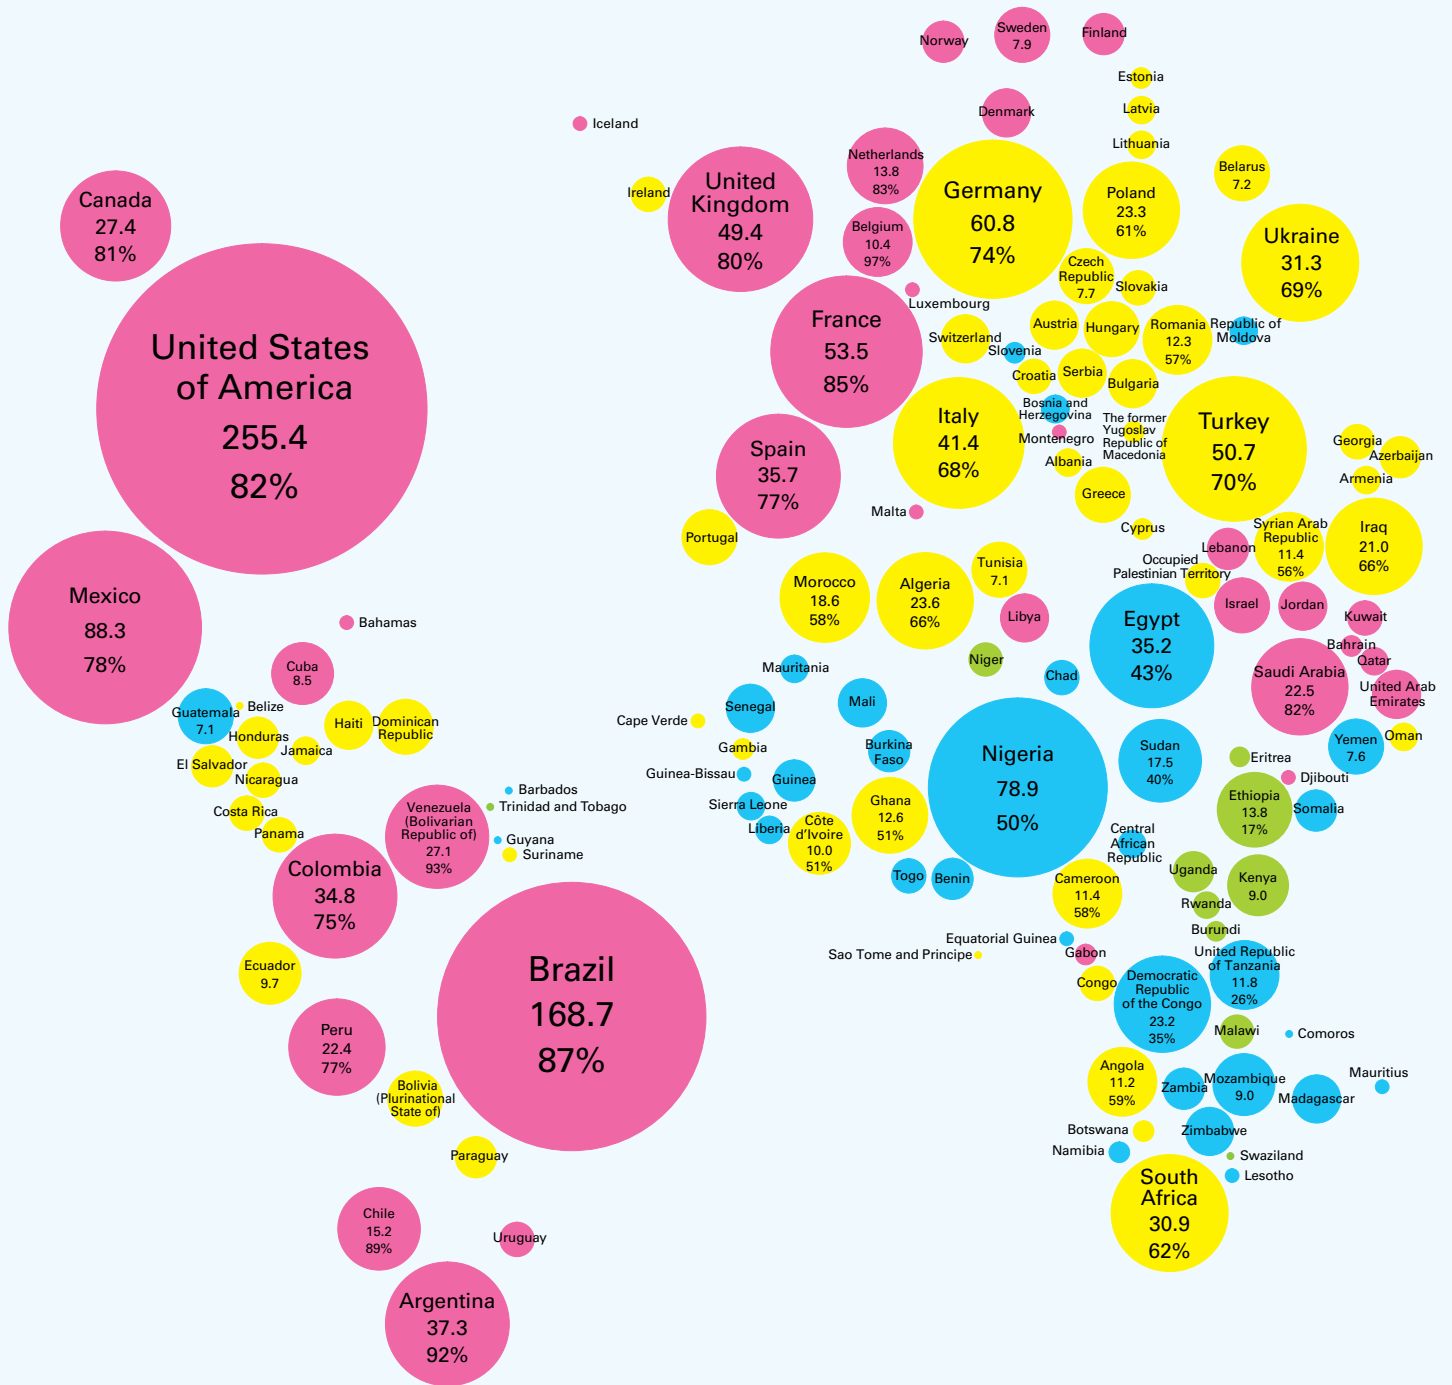 Norway
Sweden
7.9
Finland
Estonia
Latvia
Lithuania
Denmark
Iceland
Ireland
Netherlands
13.8
83%
United
Kingdom
49.4
80%
Belgium
10.4
97%
Germany
60.8
74%
Poland
23.3
61%
Belarus
7.2
Ukraine
31.3
69%
Canada
27.4
81%
United States
of America
255.4
82%
Luxembourg
Czech
Republic
7.7
Slovakia
France
53.5
85%
Switzerland
Austria
Hungary
Romania
12.3
57%
Republic of
Moldova
Slovenia
Croatia
Serbia
Bulgaria
Bosnia and
Herzegovina
Montenegro
The former
Yugoslav
Republic of
Macedonia
Albania
Greece
Italy
41.4
68%
Spain
35.7
77%
Portugal
Malta
Turkey
50.7
70%
Cyprus
Georgia
Azerbaijan
Armenia
Syrian Arab
Republic
11.4
56%
Iraq
21.0
66%
Lebanon
Occupied
Palestinian Territory
Israel
Jordan
Kuwait
Bahrain
Qatar
Saudi Arabia
22.5
82%
United Arab
Emirates
Oman
Yemen
7.6
Morocco
18.6
58%
Algeria
23.6
66%
Tunisia
7.1
Libya
Egypt
35.2
43%
Niger
Chad
Mexico
88.3
78%
Bahamas
Cuba
8.5
Guatemala
7.1
Belize
Honduras
Jamaica
Haiti
Dominican
Republic
El Salvador
Nicaragua
Costa Rica
Panama
Mauritania
Senegal
Mali
Cape Verde
Gambia
Guinea-Bissau
Guinea
Burkina
Faso
Sierra Leone
Liberia
Côte
d’Ivoire
10.0
51%
Ghana
12.6
51%
Togo
Benin
Nigeria
78.9
50%
Sudan
17.5
40%
Eritrea
Djibouti
Ethiopia
13.8
17%
Somalia
Central
African
Republic
Cameroon
11.4
58%
Uganda
Kenya
9.0
Rwanda
Burundi
Venezuela
(Bolivarian
Republic of)
27.1
93%
Barbados
Trinidad and Tobago
Guyana
Suriname
Colombia
34.8
75%
Ecuador
9.7
Peru
22.4
77%
Brazil
168.7
87%
Bolivia
(Plurinational
State of)
Paraguay
Chile
15.2
89%
Uruguay
Argentina
37.3
92%
Equatorial Guinea
Sao Tome and Principe
Gabon
Congo
Democratic
Republic
of the Congo
23.2
35%
United Republic
of Tanzania
11.8
26%
Malawi
Comoros
Angola
11.2
59%
Zambia
Mozambique
9.0
Madagascar
Mauritius
Botswana
Namibia
Zimbabwe
Swaziland
Lesotho
South
Africa
30.9
62%